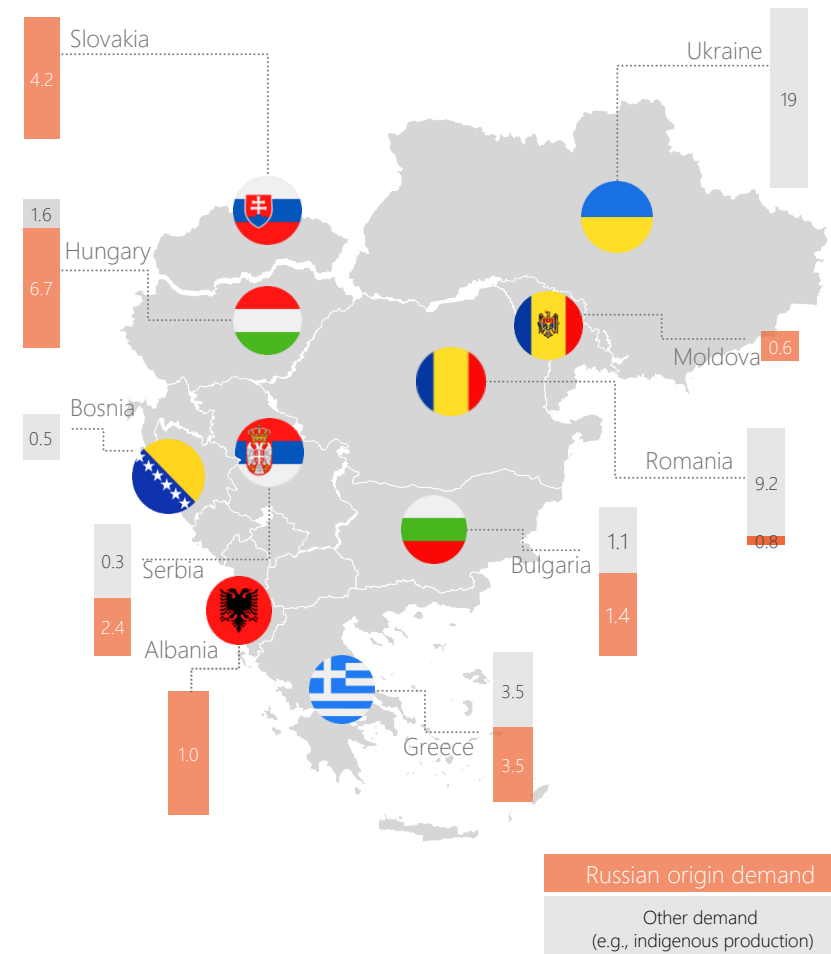 Slovakia
4.2
Ukraine
19
1.6
6.7
Hungary
Moldova
0.6
Bosnia
0.5
Romania
9.2
0.8
0.3
2.4
Serbia
Bulgaria
1.1
1.4
Albania
1.0
Greece
3.5
3.5
Russian origin demand
Other demand
(e.g., indigenous production)